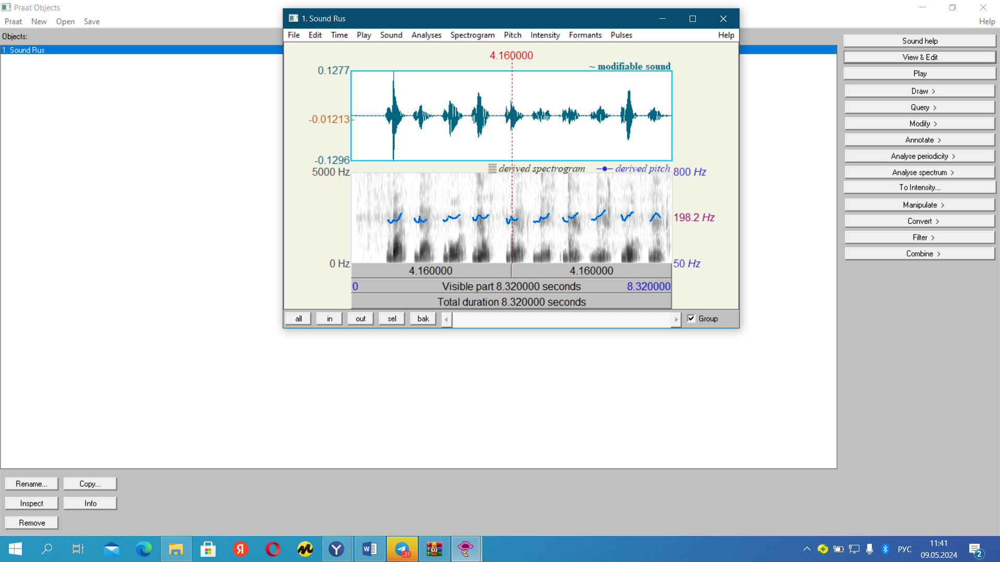 Praat Objects
Praat New Open Save Help
Objects:
1. Sound Rus
1. Sound Rus
File Edit Time Play Sound Analyses Spectrogram Pitch Intensity Formants Pulses Help
4.160000
0.1277
~ modifiable sound
-0.01213
-0.1296
derived spectrogram derived pitch
5000 Hz 800 Hz
198.2 Hz
0 Hz 50 Hz
4.160000 4.160000
0 Visible part 8.320000 seconds 8.320000
Total duration 8.320000 seconds
all in out sel bak Group
Sound help
View & Edit
Play
Draw >
Query >
Modify >
Annotate >
Analyse periodicity >
Analyse spectrum >
To Intensity...
Manipulate >
Convert >
Filter >
Combine >
Rename... Copy...
Inspect Info
Remove
Я
Y
W
..21
РУС
11:41
09.05.2024
2